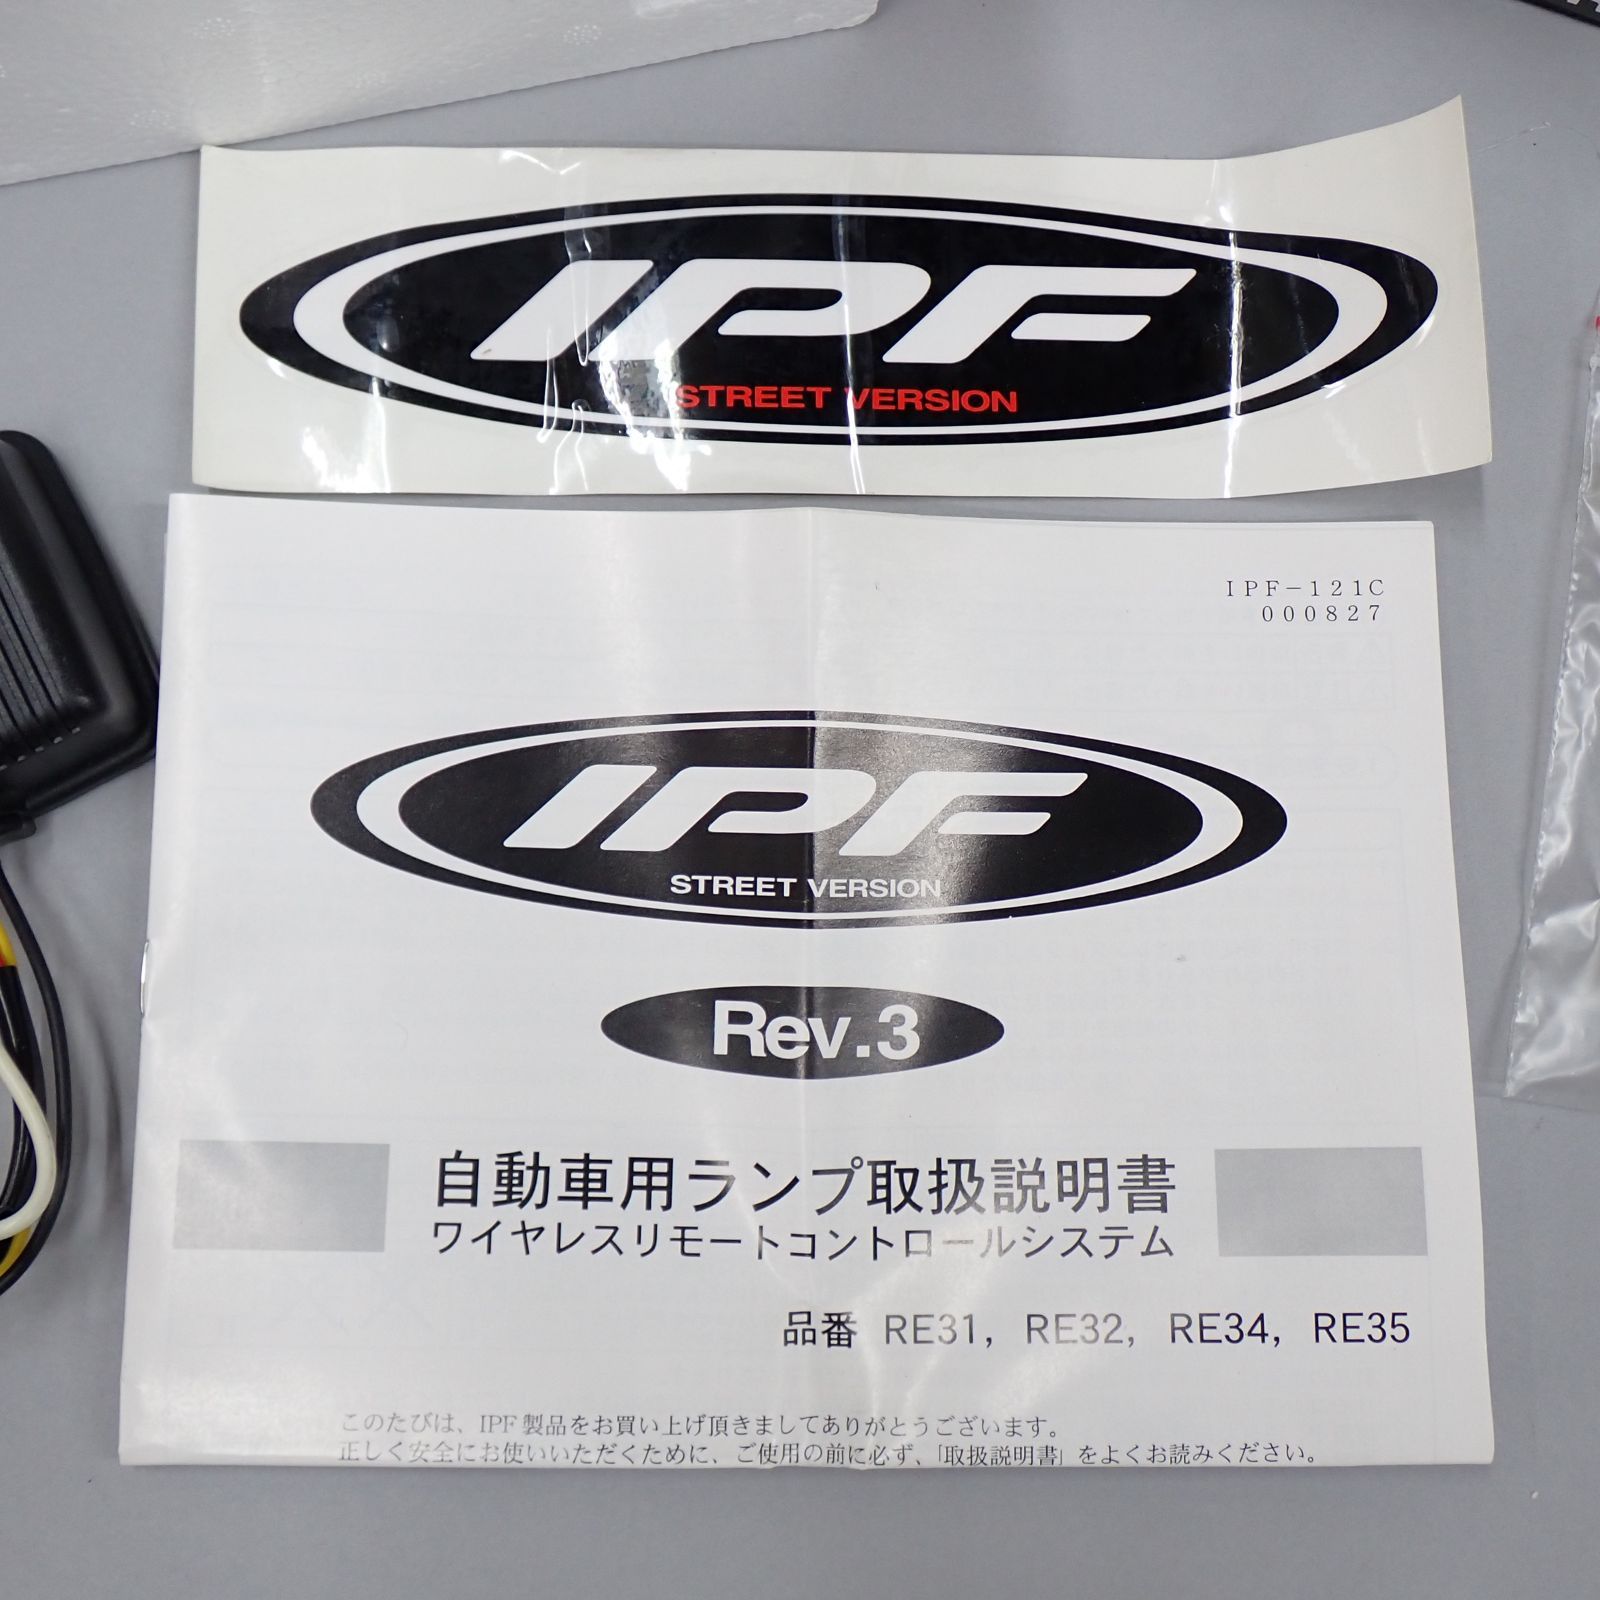 IPF
STREET VERSION
IPF-121C
000827
IPF
STREET VERSION
Rev.3
自動車用ランプ取扱説明書
ワイヤレスリモートコントロールシステム
品番 RE31, RE32, RE34, RE35
このたびは、IPF製品をお買い上げ頂きましてありがとうございます。
正しく安全にお使いいただくために、ご使用の前に必ず、「取扱説明書」をよくお読みください。